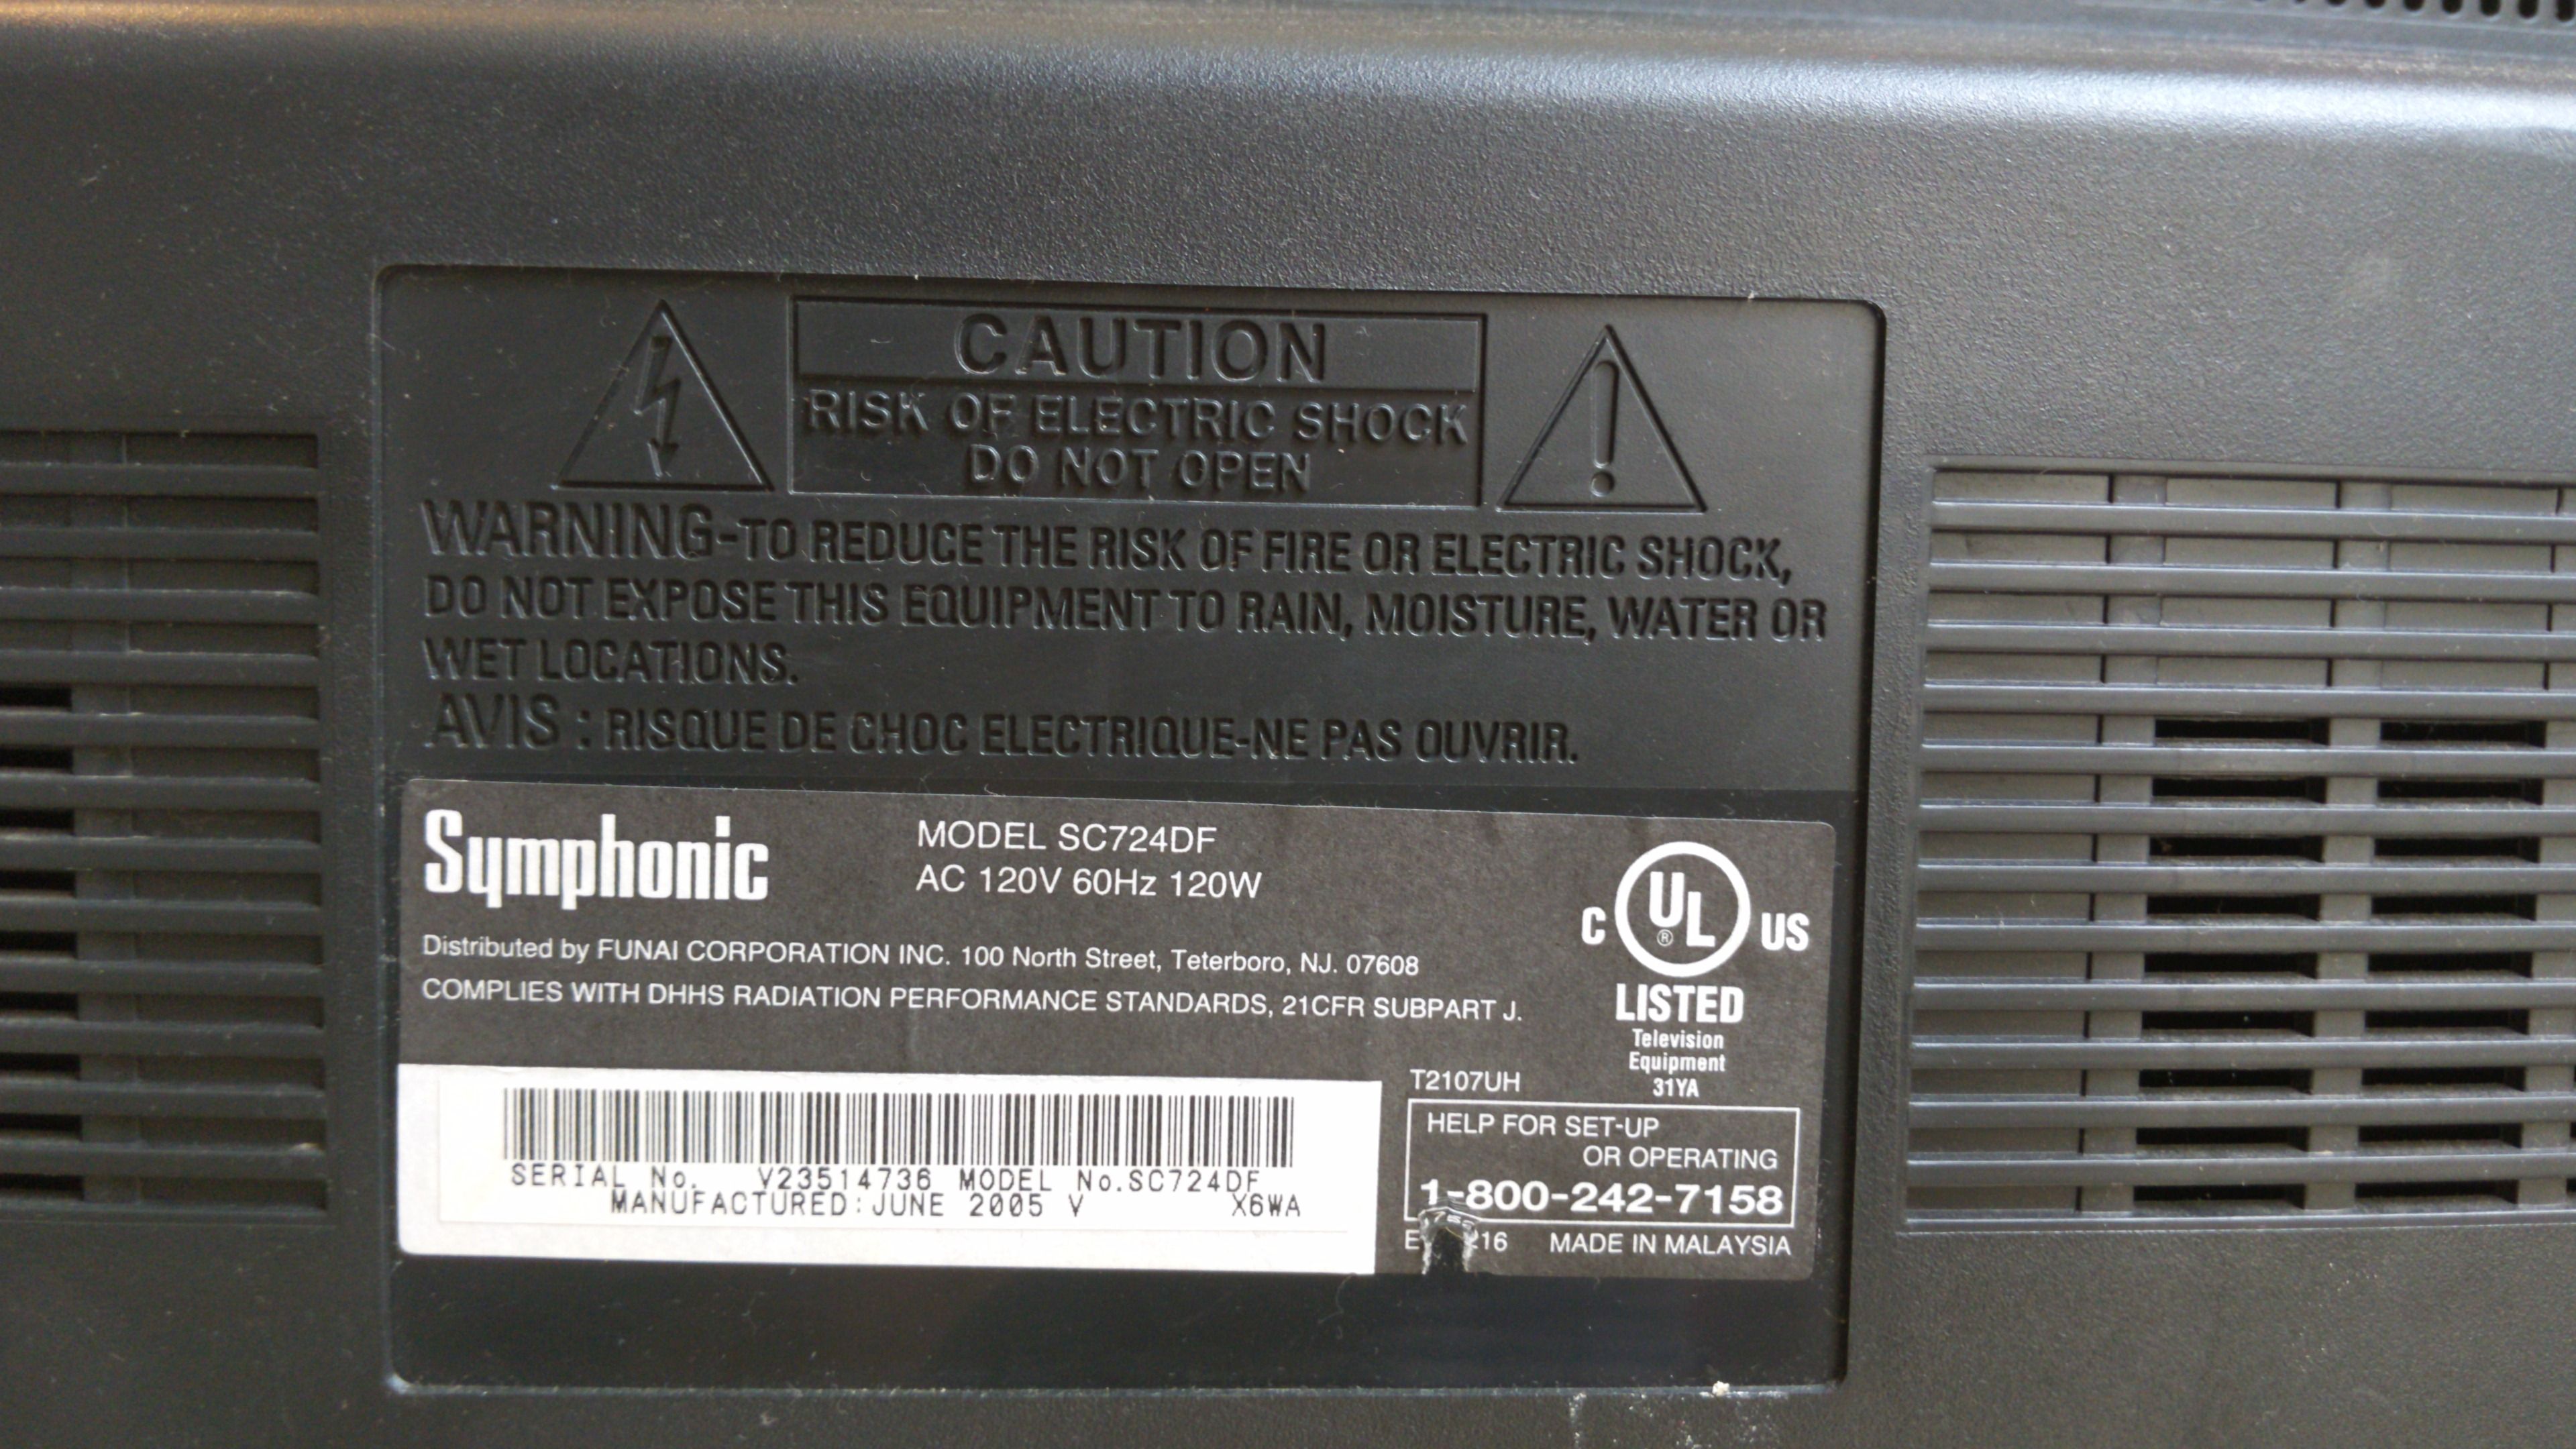 CAUTION
RISK OF ELECTRIC SHOCK
DO NOT OPEN
WARNING-TO REDUCE THE RISK OF FIRE OR ELECTRIC SHOCK,
DO NOT EXPOSE THIS EQUIPMENT TO RAIN, MOISTURE, WATER OR
WET LOCATIONS.
AVIS : RISQUE DE CHOC ELECTRIQUE-NE PAS OUVRIR.
Symphonic
MODEL SC724DF
AC 120V 60Hz 120W
Distributed by FUNAI CORPORATION INC. 100 North Street, Teterboro, NJ. 07608
COMPLIES WITH DHHS RADIATION PERFORMANCE STANDARDS, 21CFR SUBPART J.
C UL ® US
LISTED
Television
Equipment
31YA
SERIAL No. V23514736 MODEL No.SC724DF
MANUFACTURED:JUNE 2005 V X6WA
T2107UH
HELP FOR SET-UP
OR OPERATING
1-800-242-7158
MADE IN MALAYSIA